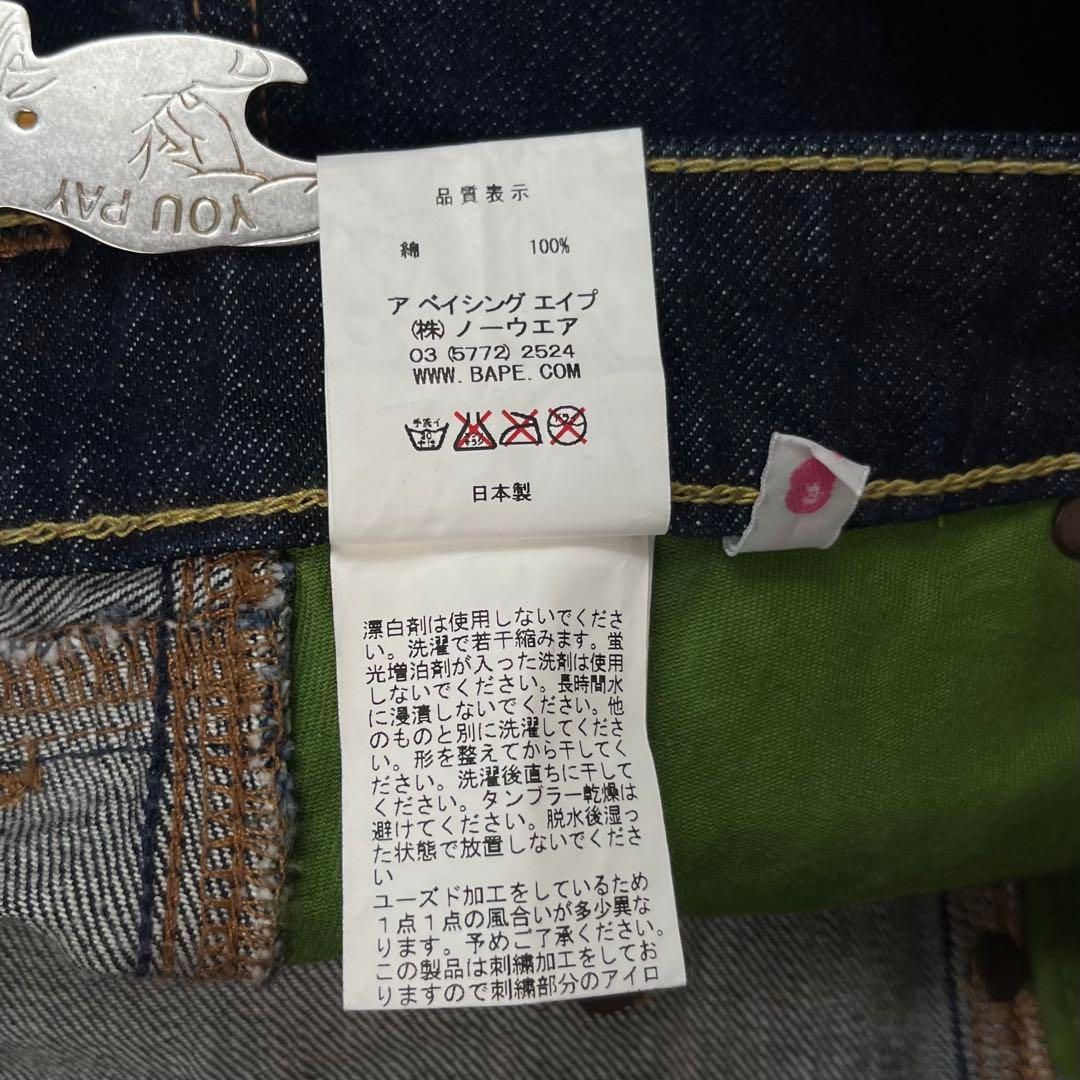 YOU PAY
品質表示
綿 100%
ア ベイシング エイプ
(株) ノーウエア
03 (5772) 2524
WWW. BAPE. COM
手洗イ
30
日本製
漂白剤は使用しないでくださ
い。洗濯で若干縮みます。蛍
光増泊剤が入った洗剤は使用
しないでください。長時間水
に浸漬しないでください。他
のものと別に洗濯してくださ
い。形を整えてから干してく
ださい。洗濯後直ちに干して
ください。タンブラー乾燥は
避けてください。脱水後湿っ
た状態で放置しないでくださ
い
ユーズド加工をしているため
1点1点の風合いが多少異な
ります。予めご了承ください。
この製品は刺繍加工をしてお
りますので刺繍部分のアイロ